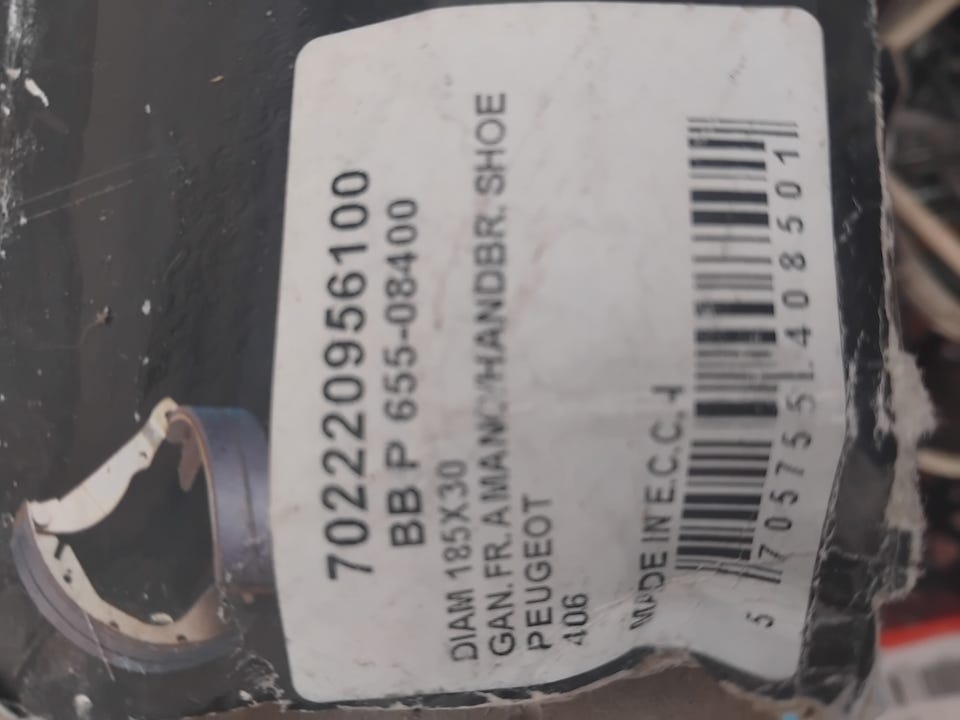 702220956100
BB P 655-08400
DIAM 185X30
GAN.FR.A MANO/HANDBR. SHOE
PEUGEOT
406
MADE IN E.C.C.
5 705755 408501